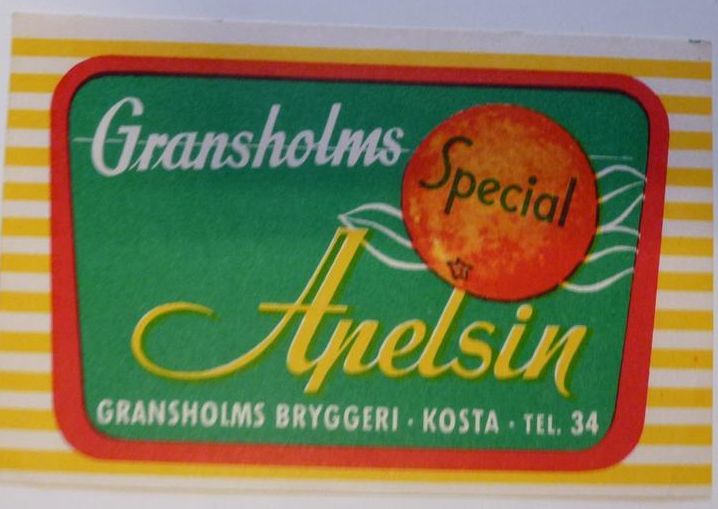 Gransholms
Special
Apelsin
GRANSHOLMS BRYGGERI · KOSTA · TEL. 34